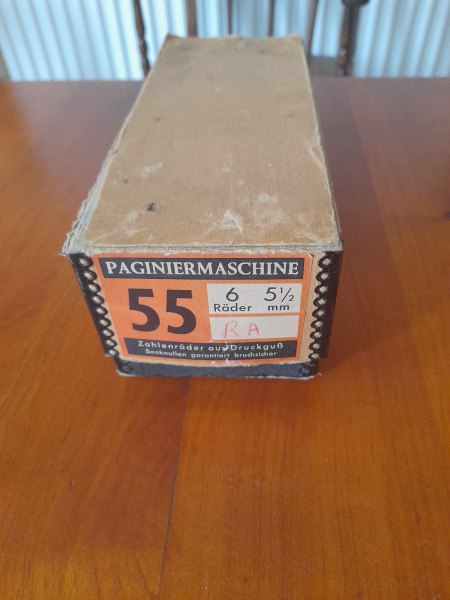 PAGINIERMASCHINE
55
6 5½
Räder mm
RA
Zahlenräder aus Druckguß
Senknullen garantiert bruchsicher